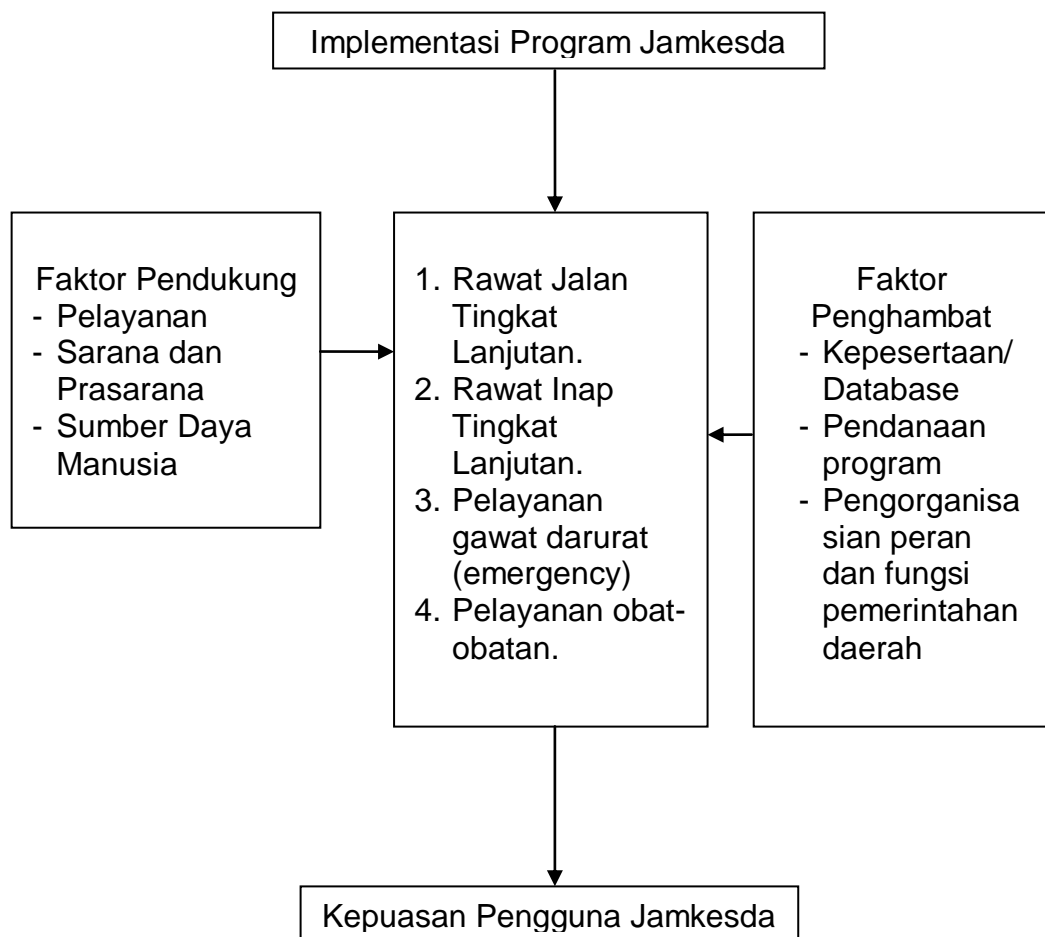 Implementasi Program Jamkesda
Faktor Pendukung
- Pelayanan
- Sarana dan
Prasarana
- Sumber Daya
Manusia
1. Rawat Jalan
Tingkat
Lanjutan.
2. Rawat Inap
Tingkat
Lanjutan.
3. Pelayanan
gawat darurat
(emergency)
4. Pelayanan obat-
obatan.
Faktor
Penghambat
- Kepesertaan/
Database
- Pendanaan
program
- Pengorganisa
sian peran
dan fungsi
pemerintahan
daerah
Kepuasan Pengguna Jamkesda